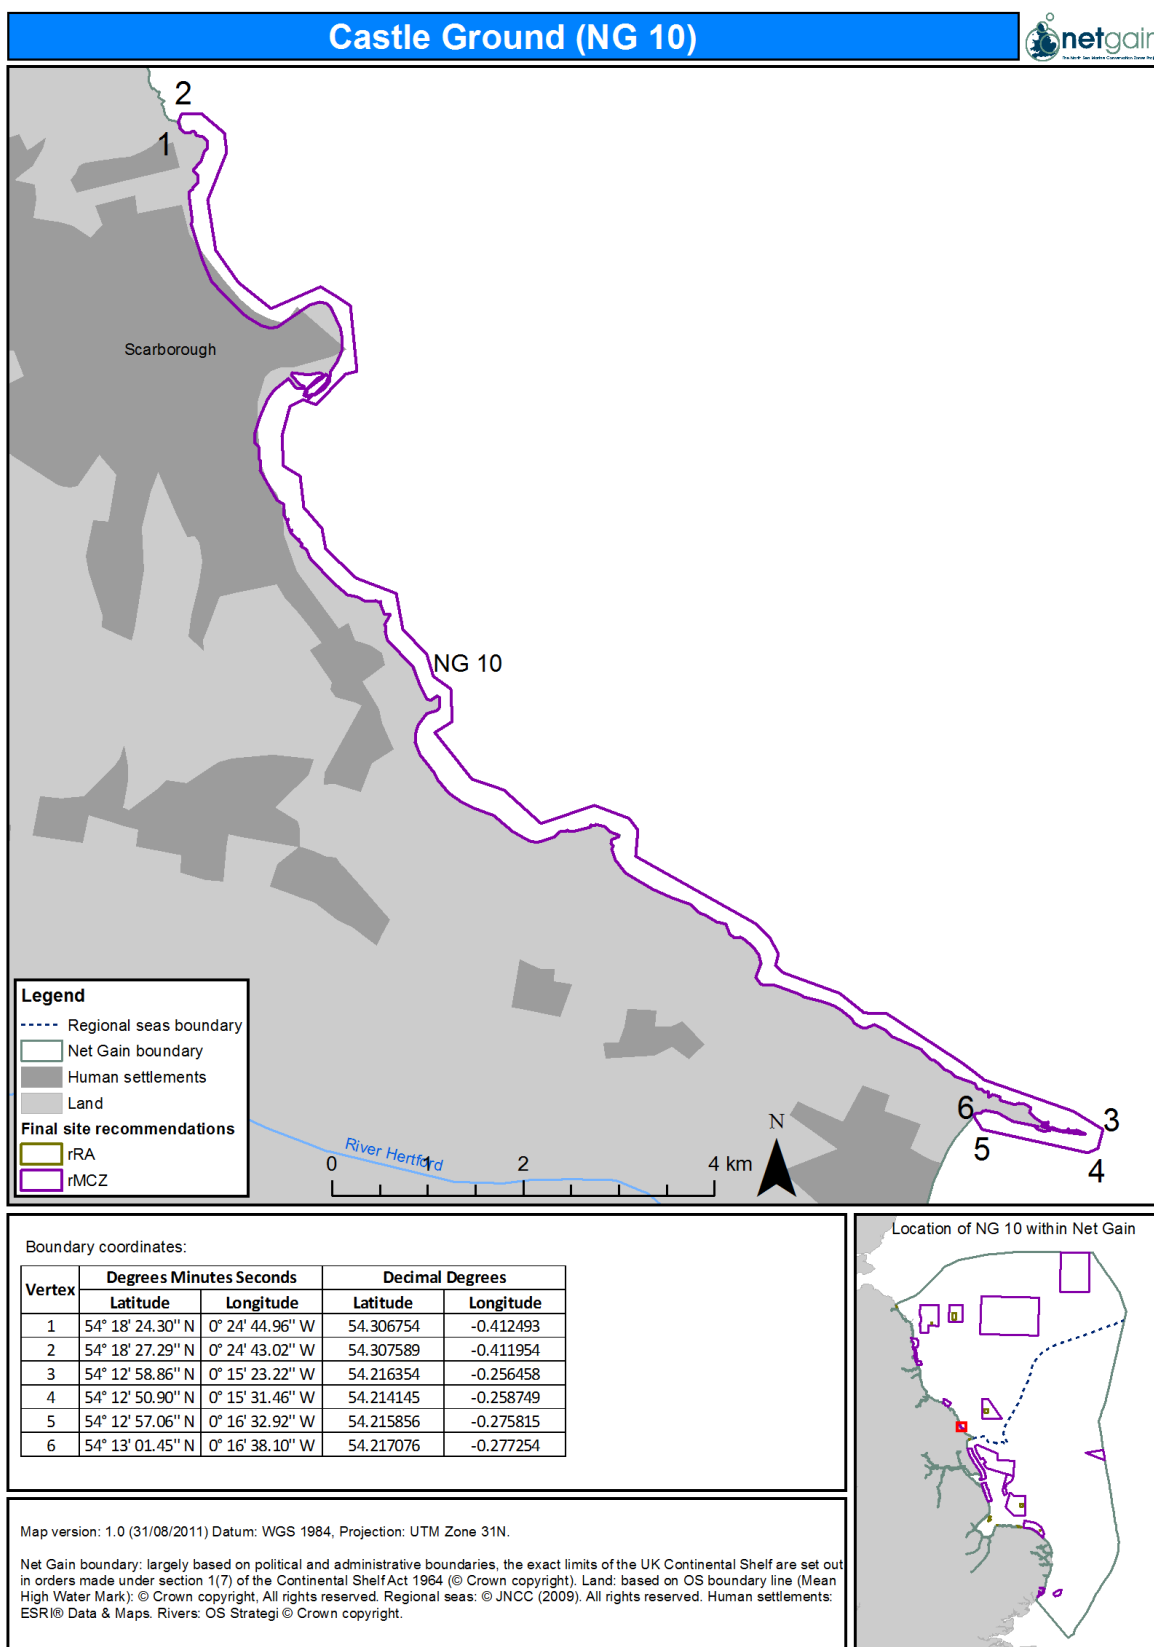 Castle Ground (NG 10)
netgain
2
1
Scarborough
NG 10
6
3
5
4
N
River Hertford
0 1 2 4 km
Legend
Regional seas boundary
Net Gain boundary
Human settlements
Land
Final site recommendations
rRA
rMCZ
Boundary coordinates:
Vertex Degrees Minutes Seconds Decimal Degrees
Latitude Longitude Latitude Longitude
1 54° 18' 24.30'' N 0° 24' 44.96'' W 54.306754 -0.412493
2 54° 18' 27.29'' N 0° 24' 43.02'' W 54.307589 -0.411954
3 54° 12' 58.86'' N 0° 15' 23.22'' W 54.216354 -0.256458
4 54° 12' 50.90'' N 0° 15' 31.46'' W 54.214145 -0.258749
5 54° 12' 57.06'' N 0° 16' 32.92'' W 54.215856 -0.275815
6 54° 13' 01.45'' N 0° 16' 38.10'' W 54.217076 -0.277254
Location of NG 10 within Net Gain
Map version: 1.0 (31/08/2011) Datum: WGS 1984, Projection: UTM Zone 31N.
Net Gain boundary: largely based on political and administrative boundaries, the exact limits of the UK Continental Shelf are set out
in orders made under section 1(7) of the Continental Shelf Act 1964 (© Crown copyright). Land: based on OS boundary line (Mean
High Water Mark): © Crown copyright, All rights reserved. Regional seas: © JNCC (2009). All rights reserved. Human settlements:
ESRI® Data & Maps. Rivers: OS Strategi © Crown copyright.